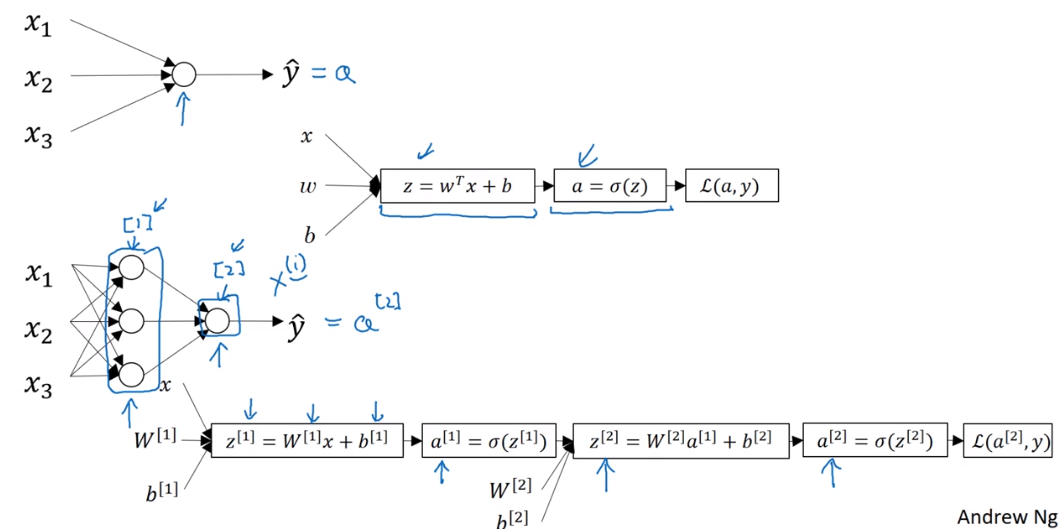 x₁
x₂
x₃
ŷ = a
x
w
b
z = wᵀx + b
a = σ(z)
ℒ(a, y)
[1]
[2]
x⁽ⁱ⁾
x₁
x₂
x₃
ŷ = a^[2]
x
W^[1]
b^[1]
z^[1] = W^[1]x + b^[1]
a^[1] = σ(z^[1])
z^[2] = W^[2]a^[1] + b^[2]
a^[2] = σ(z^[2])
ℒ(a^[2], y)
W^[2]
b^[2]
Andrew Ng